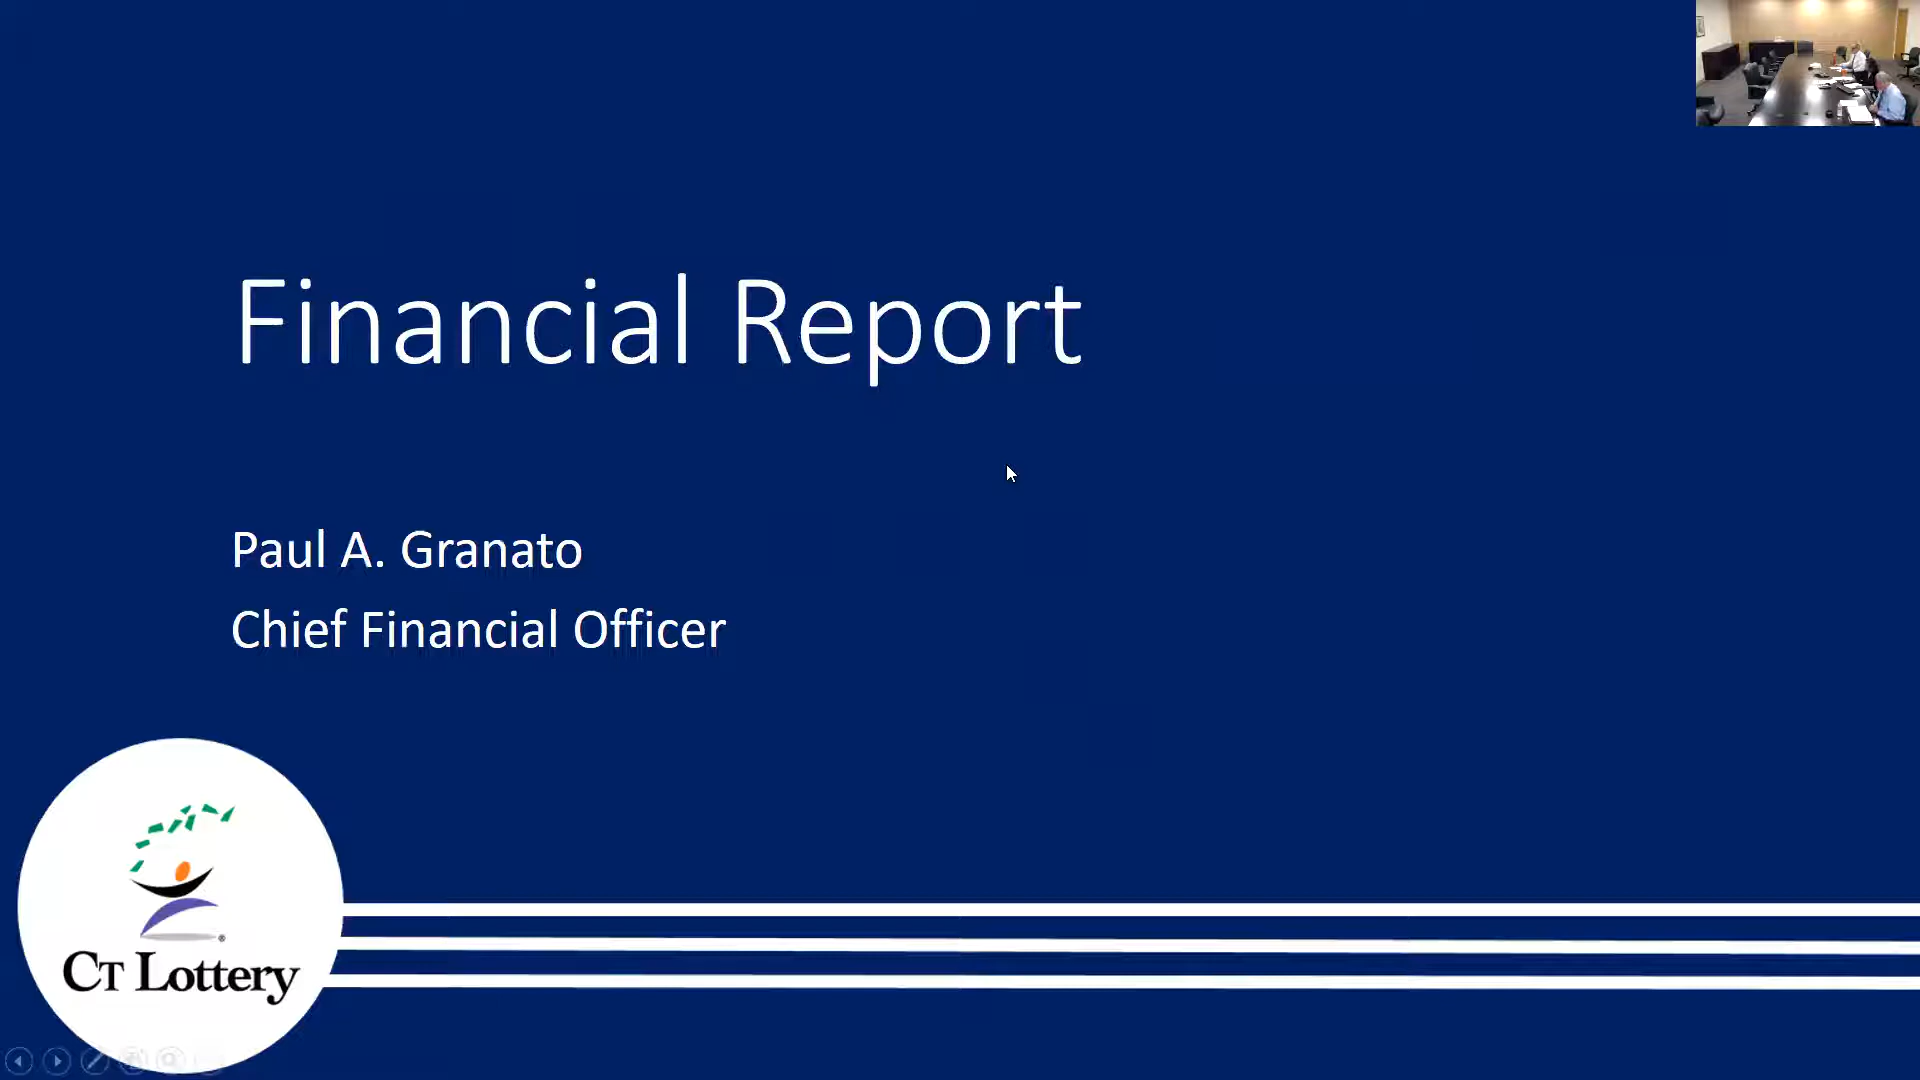 Financial Report
Paul A. Granato
Chief Financial Officer
CT Lottery